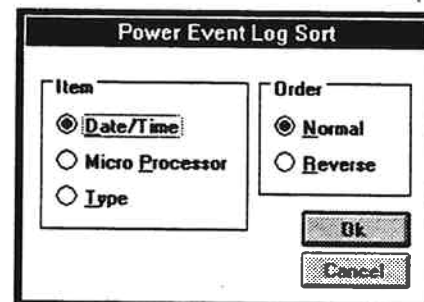 Power Event Log Sort
Item
Date/Time
Micro Processor
Type
Order
Normal
Reverse
Ok
Cancel